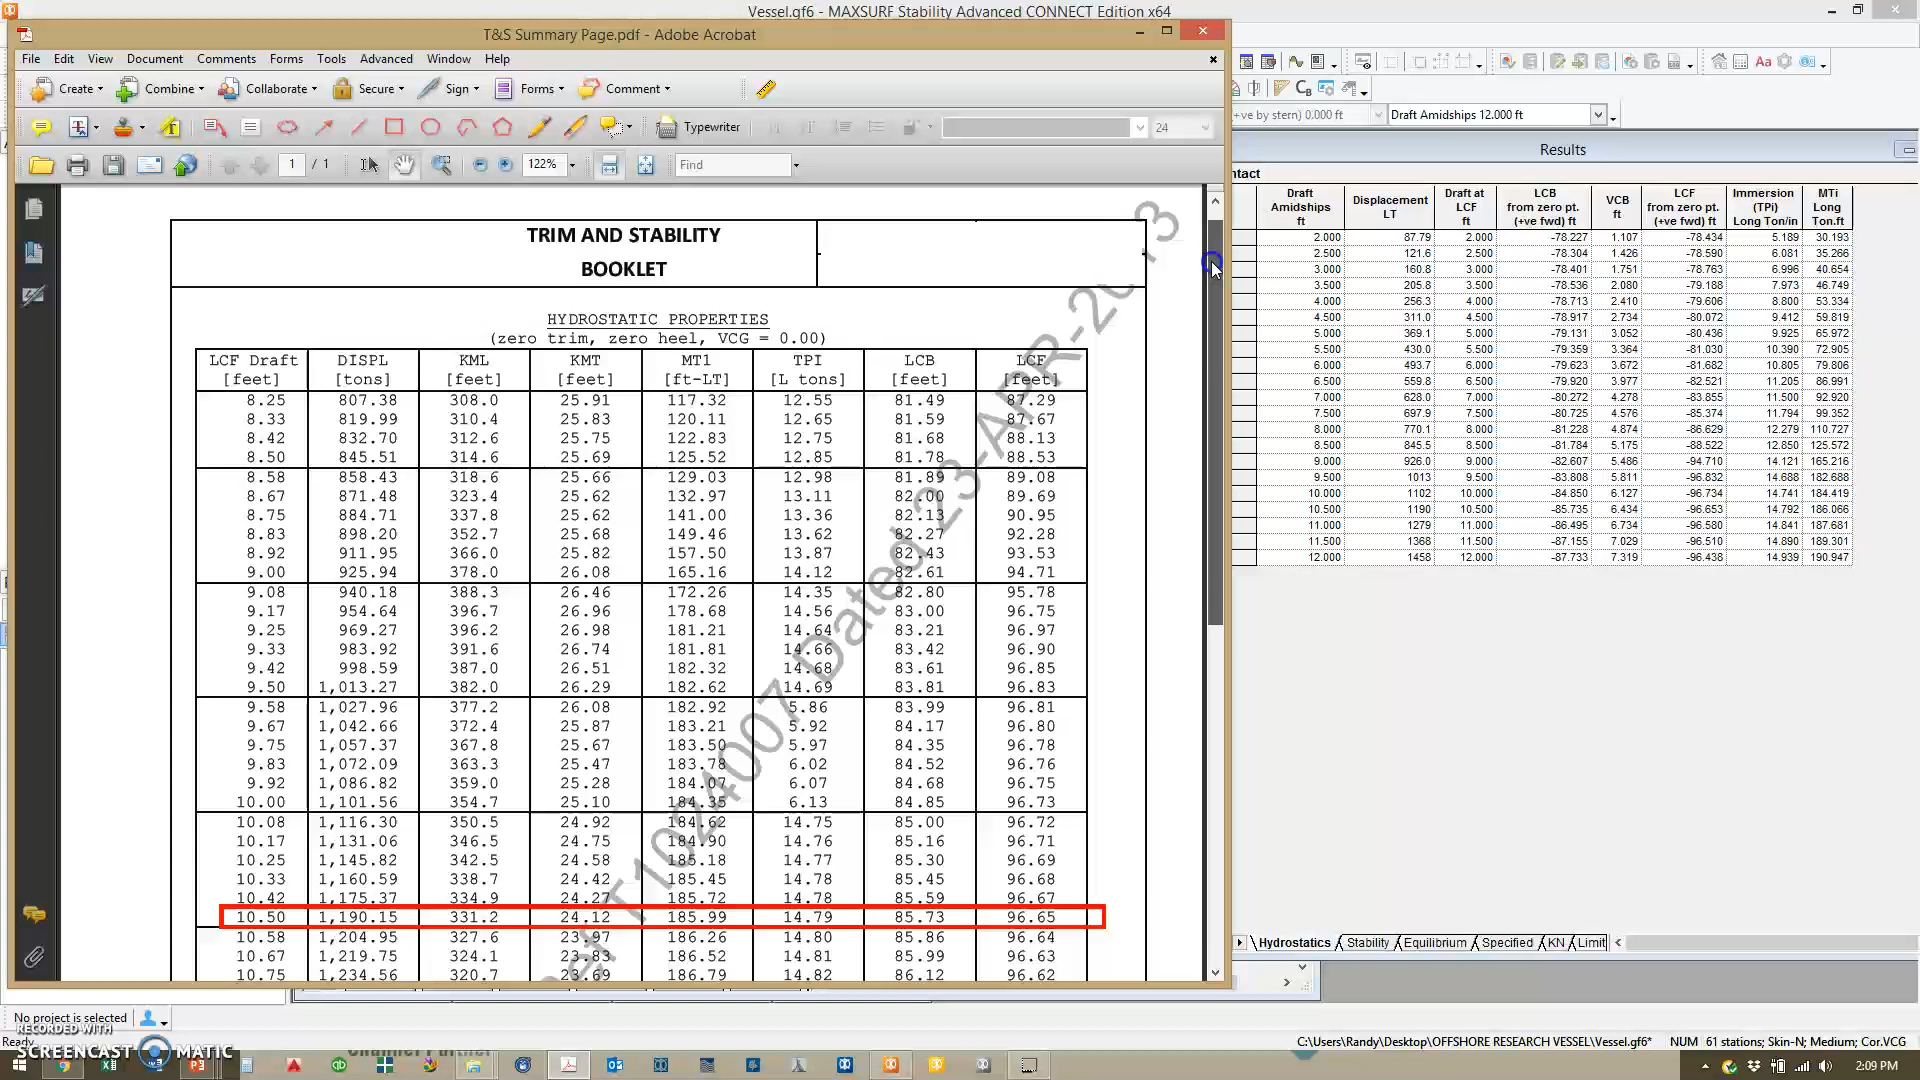 Vessel.gf6 - MAXSURF Stability Advanced CONNECT Edition x64
T&S Summary Page.pdf - Adobe Acrobat
File Edit View Document Comments Forms Tools Advanced Window Help
Create Combine Collaborate Secure Sign Forms Comment
Typewriter 24
1 / 1 122% Find
TRIM AND STABILITY
BOOKLET
HYDROSTATIC PROPERTIES
(zero trim, zero heel, VCG = 0.00)
LCF Draft DISPL KML KMT MT1 TPI LCB LCF
[feet] [tons] [feet] [feet] [ft-LT] [L tons] [feet] [feet]
8.25 807.38 308.0 25.91 117.32 12.55 81.49 87.29
8.33 819.99 310.4 25.83 120.11 12.65 81.59 87.67
8.42 832.70 312.6 25.75 122.83 12.75 81.68 88.13
8.50 845.51 314.6 25.69 125.52 12.85 81.78 88.53
8.58 858.43 318.6 25.66 129.03 12.98 81.89 89.08
8.67 871.48 323.4 25.62 132.97 13.11 82.00 89.69
8.75 884.71 337.8 25.62 141.00 13.36 82.13 90.95
8.83 898.20 352.7 25.68 149.46 13.62 82.27 92.28
8.92 911.95 366.0 25.82 157.50 13.87 82.43 93.53
9.00 925.94 378.0 26.08 165.16 14.12 82.61 94.71
9.08 940.18 388.3 26.46 172.26 14.35 82.80 95.78
9.17 954.64 396.7 26.96 178.68 14.56 83.00 96.75
9.25 969.27 396.2 26.98 181.21 14.64 83.21 96.97
9.33 983.92 391.6 26.74 181.81 14.66 83.42 96.90
9.42 998.59 387.0 26.51 182.32 14.68 83.61 96.85
9.50 1,013.27 382.0 26.29 182.62 14.69 83.81 96.83
9.58 1,027.96 377.2 26.08 182.92 5.86 83.99 96.81
9.67 1,042.66 372.4 25.87 183.21 5.92 84.17 96.80
9.75 1,057.37 367.8 25.67 183.50 5.97 84.35 96.78
9.83 1,072.09 363.3 25.47 183.78 6.02 84.52 96.76
9.92 1,086.82 359.0 25.28 184.07 6.07 84.68 96.75
10.00 1,101.56 354.7 25.10 184.35 6.13 84.85 96.73
10.08 1,116.30 350.5 24.92 184.62 14.75 85.00 96.72
10.17 1,131.06 346.5 24.75 184.90 14.76 85.16 96.71
10.25 1,145.82 342.5 24.58 185.18 14.77 85.30 96.69
10.33 1,160.59 338.7 24.42 185.45 14.78 85.45 96.68
10.42 1,175.37 334.9 24.27 185.72 14.78 85.59 96.67
10.50 1,190.15 331.2 24.12 185.99 14.79 85.73 96.65
10.58 1,204.95 327.6 23.97 186.26 14.80 85.86 96.64
10.67 1,219.75 324.1 23.83 186.52 14.81 85.99 96.63
10.75 1,234.56 320.7 23.69 186.79 14.82 86.12 96.62
T1024007 Dated 23-APR-
+ve by stern) 0.000 ft Draft Amidships 12.000 ft
Results
ntact
Draft Displacement Draft at LCB VCB LCF Immersion MTi
Amidships LT LCF from zero pt. ft from zero pt. (TPi) Long
ft ft (+ve fwd) ft (+ve fwd) ft Long Ton/in Ton.ft
2.000 87.79 2.000 -78.227 1.107 -78.434 5.189 30.193
2.500 121.6 2.500 -78.304 1.426 -78.590 6.081 35.266
3.000 160.8 3.000 -78.401 1.751 -78.763 6.996 40.654
3.500 205.8 3.500 -78.536 2.080 -79.188 7.973 46.749
4.000 256.3 4.000 -78.713 2.410 -79.606 8.800 53.334
4.500 311.0 4.500 -78.917 2.734 -80.072 9.412 59.819
5.000 369.1 5.000 -79.131 3.052 -80.436 9.925 65.972
5.500 430.0 5.500 -79.359 3.364 -81.030 10.390 72.905
6.000 493.7 6.000 -79.623 3.672 -81.682 10.805 79.806
6.500 559.8 6.500 -79.920 3.977 -82.521 11.205 86.991
7.000 628.0 7.000 -80.272 4.278 -83.855 11.500 92.920
7.500 697.9 7.500 -80.725 4.576 -85.374 11.794 99.352
8.000 770.1 8.000 -81.228 4.874 -86.629 12.279 110.727
8.500 845.5 8.500 -81.784 5.175 -88.522 12.850 125.572
9.000 926.0 9.000 -82.607 5.486 -94.710 14.121 165.216
9.500 1013 9.500 -83.808 5.811 -96.832 14.688 182.688
10.000 1102 10.000 -84.850 6.127 -96.734 14.741 184.419
10.500 1190 10.500 -85.735 6.434 -96.653 14.792 186.066
11.000 1279 11.000 -86.495 6.734 -96.580 14.841 187.681
11.500 1368 11.500 -87.155 7.029 -96.510 14.890 189.301
12.000 1458 12.000 -87.733 7.319 -96.438 14.939 190.947
Hydrostatics Stability Equilibrium Specified KN Limit
No project is selected
Ready
RECORDED WITH
SCREENCAST MATIC
C:\Users\Randy\Desktop\OFFSHORE RESEARCH VESSEL\Vessel.gf6* NUM 61 stations; Skin-N; Medium; Cor.VCG
2:09 PM